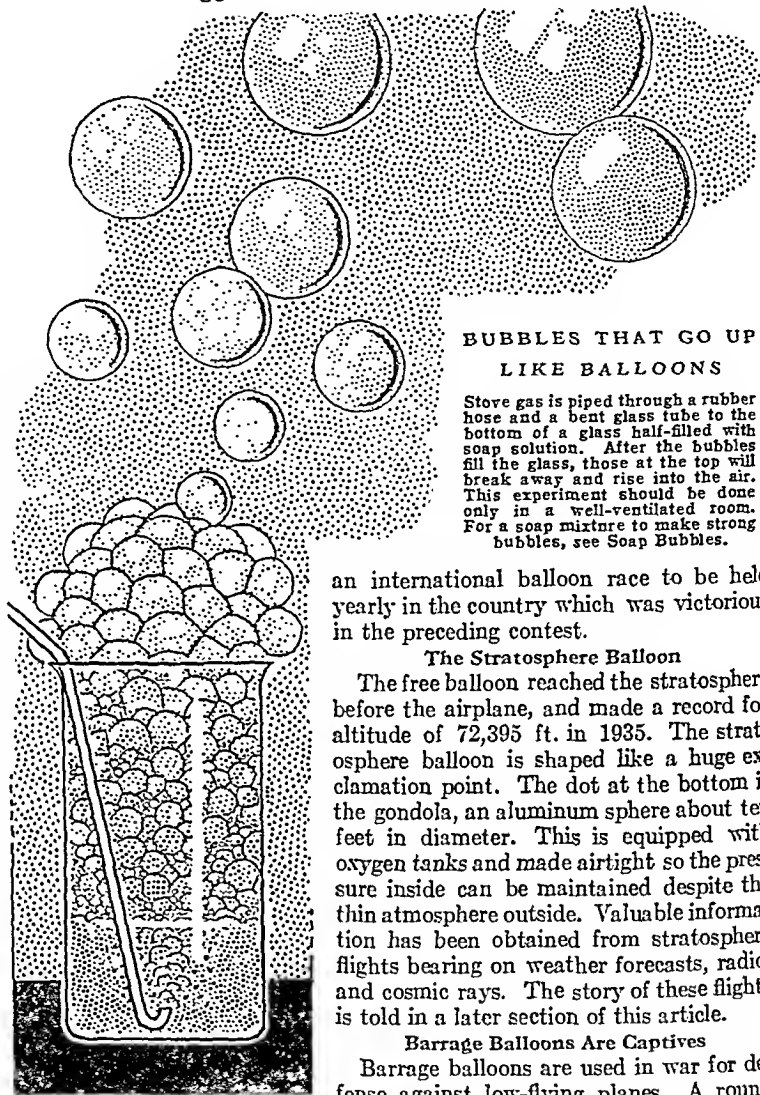 BUBBLES THAT GO UP
LIKE BALLOONS
Stove gas is piped through a rubber
hose and a bent glass tube to the
bottom of a glass half-filled with
soap solution. After the bubbles
fill the glass, those at the top will
break away and rise into the air.
This experiment should be done
only in a well-ventilated room.
For a soap mixture to make strong
bubbles, see Soap Bubbles.
an international balloon race to be held
yearly in the country which was victoriou
in the preceding contest.
The Stratosphere Balloon
The free balloon reached the stratospher
before the airplane, and made a record fo
altitude of 72,395 ft. in 1935. The strat
osphere balloon is shaped like a huge ex
clamation point. The dot at the bottom i
the gondola, an aluminum sphere about te
feet in diameter. This is equipped wit
oxygen tanks and made airtight so the pres
sure inside can be maintained despite th
thin atmosphere outside. Valuable informa
tion has been obtained from stratospher
flights bearing on weather forecasts, radio
and cosmic rays. The story of these flight
is told in a later section of this article.
Barrage Balloons Are Captives
Barrage balloons are used in war for de
fense against low-flying planes. A roun